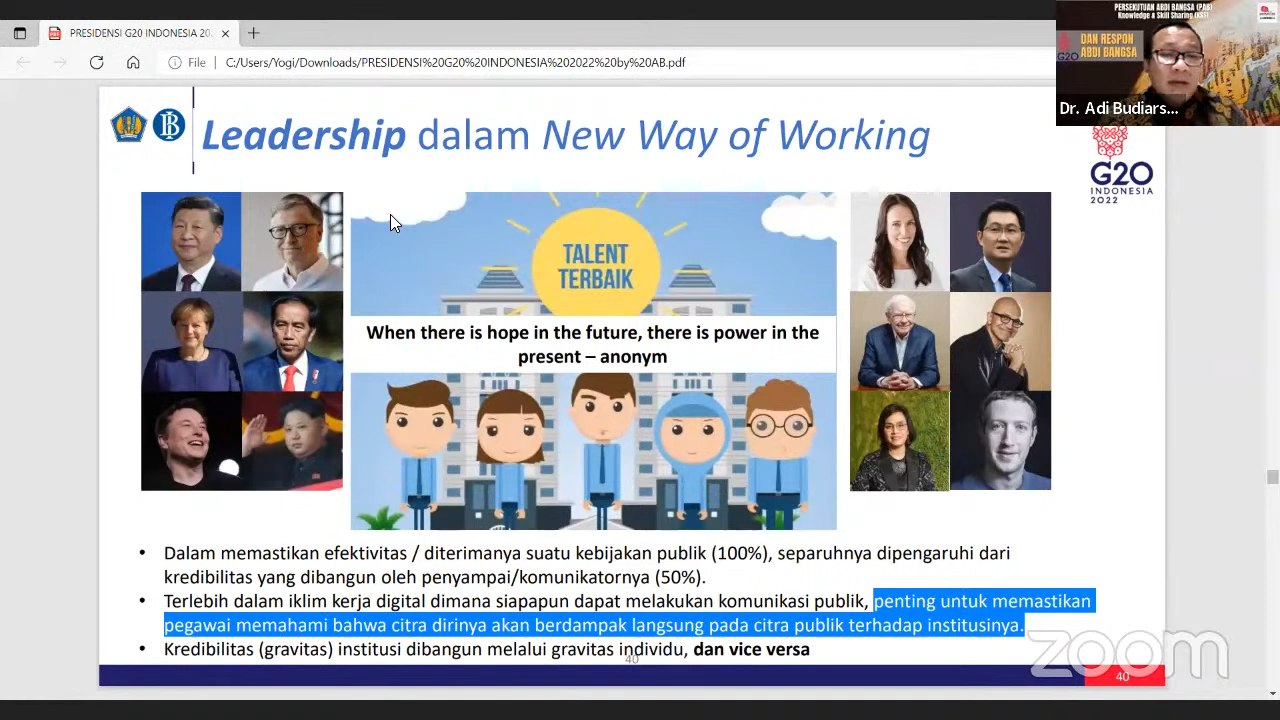 PRESIDENSI G20 INDONESIA 20
File
C:/Users/Yogi/Downloads/
20G20%20INDONESIA%202022%20by%20AB.pdf
PERSEKUTUAN ABDI BANGSA (PAB)
Knowledge & Skill Sharing (KSS)
DAN RESPON
ABDI BANGSA
G20
Dr. Adi Budiars...
Leadership dalam New Way of Working
G20
INDONESIA
2022
TALENT
TERBAIK
When there is hope in the future, there is power in the
present – anonym
• Dalam memastikan efektivitas / diterimanya suatu kebijakan publik (100%), separuhnya dipengaruhi dari
kredibilitas yang dibangun oleh penyampai/komunikatornya (50%).
• Terlebih dalam iklim kerja digital dimana siapapun dapat melakukan komunikasi publik, penting untuk memastikan
pegawai memahami bahwa citra dirinya akan berdampak langsung pada citra publik terhadap institusinya.
• Kredibilitas (gravitas) institusi dibangun melalui gravitas individu, dan vice versa
40
40
zoom